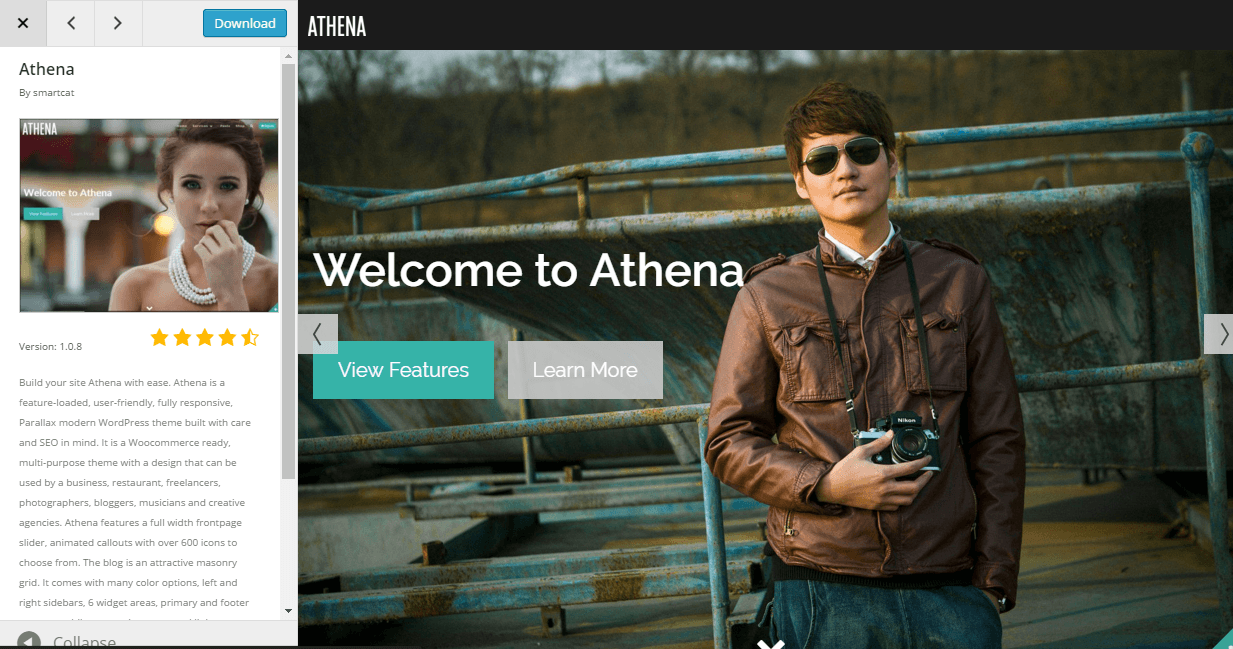 Download
Athena
By smartcat
ATHENA
Welcome to Athena
View Features
Version: 1.0.8
Build your site Athena with ease. Athena is a
feature-loaded, user-friendly, fully responsive,
Parallax modern WordPress theme built with care
and SEO in mind. It is a Woocommerce ready,
multi-purpose theme with a design that can be
used by a business, restaurant, freelancers,
photographers, bloggers, musicians and creative
agencies. Athena features a full width frontpage
slider, animated callouts with over 600 icons to
choose from. The blog is an attractive masonry
grid. It comes with many color options, left and
right sidebars, 6 widget areas, primary and footer
Collapse
ATHENA
Welcome to Athena
View Features
Learn More
Nikon